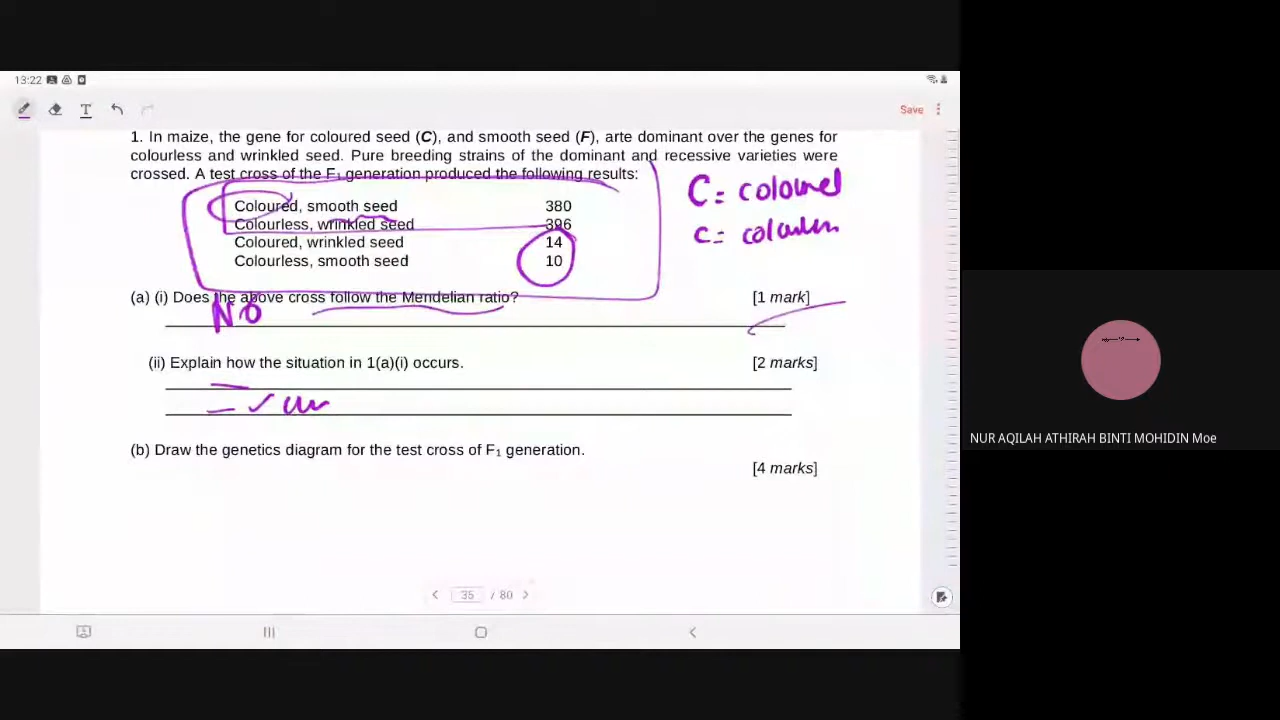 13:22
T
Save
1. In maize, the gene for coloured seed (C), and smooth seed (F), arte dominant over the genes for
colourless and wrinkled seed. Pure breeding strains of the dominant and recessive varieties were
crossed. A test cross of the F₁ generation produced the following results:
Coloured, smooth seed 380
Colourless, wrinkled seed 396
Coloured, wrinkled seed 14
Colourless, smooth seed 10
C = coloured
c =
(a) (i) Does the above cross follow the Mendelian ratio? [1 mark]
NO
(ii) Explain how the situation in 1(a)(i) occurs. [2 marks]
(b) Draw the genetics diagram for the test cross of F₁ generation.
[4 marks]
NUR AQILAH ATHIRAH BINTI MOHIDIN Moe
35 / 80